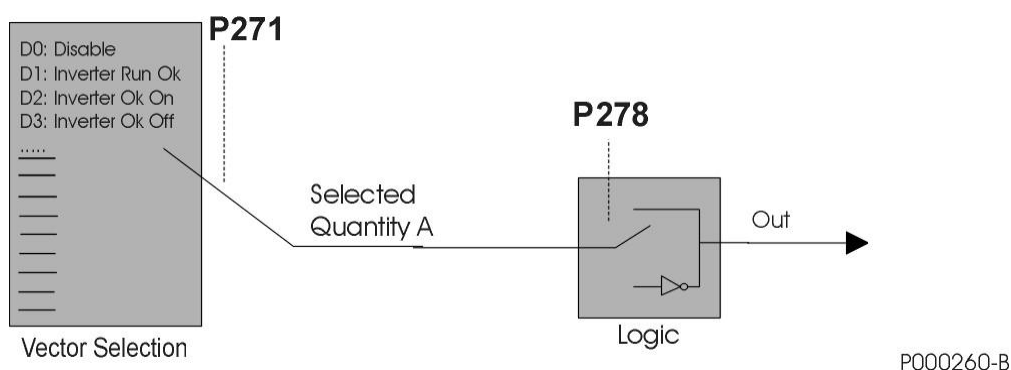 P271
D0: Disable
D1: Inverter Run Ok
D2: Inverter Ok On
D3: Inverter Ok Off
.....
P278
Selected
Quantity A
Out
Logic
Vector Selection
P000260-B